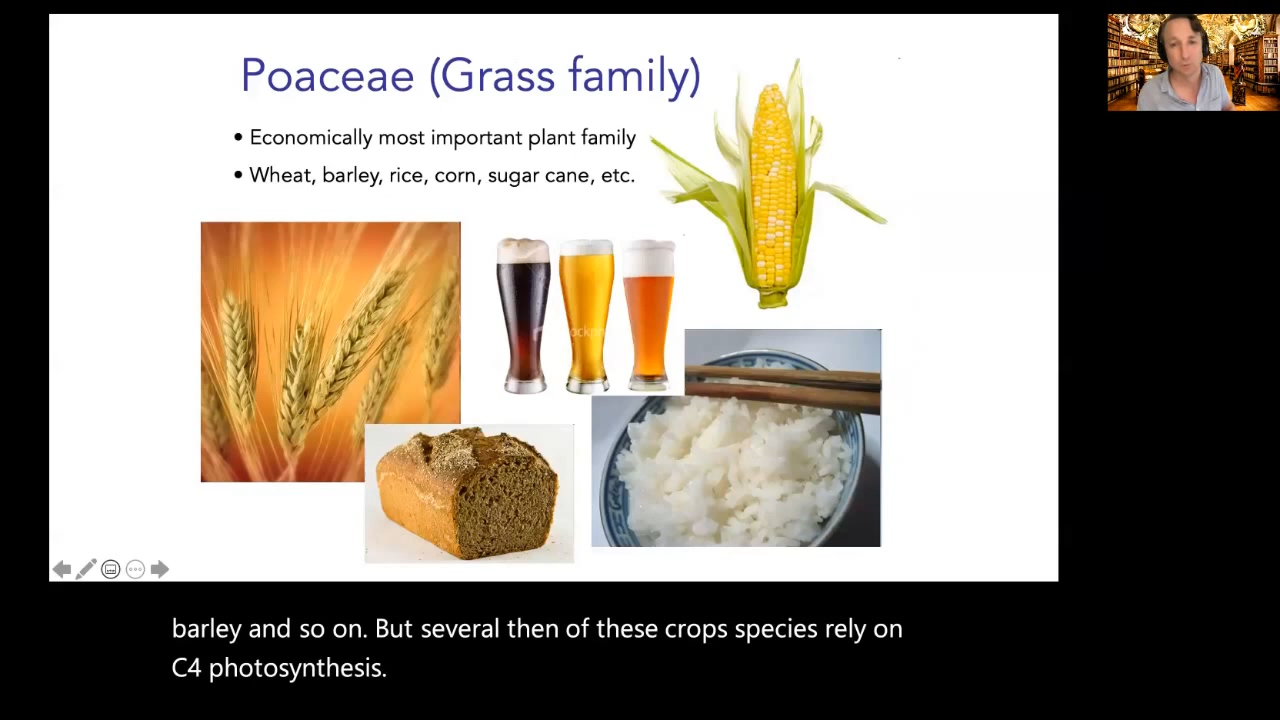 Poaceae (Grass family)
• Economically most important plant family
• Wheat, barley, rice, corn, sugar cane, etc.
barley and so on. But several then of these crops species rely on
C4 photosynthesis.